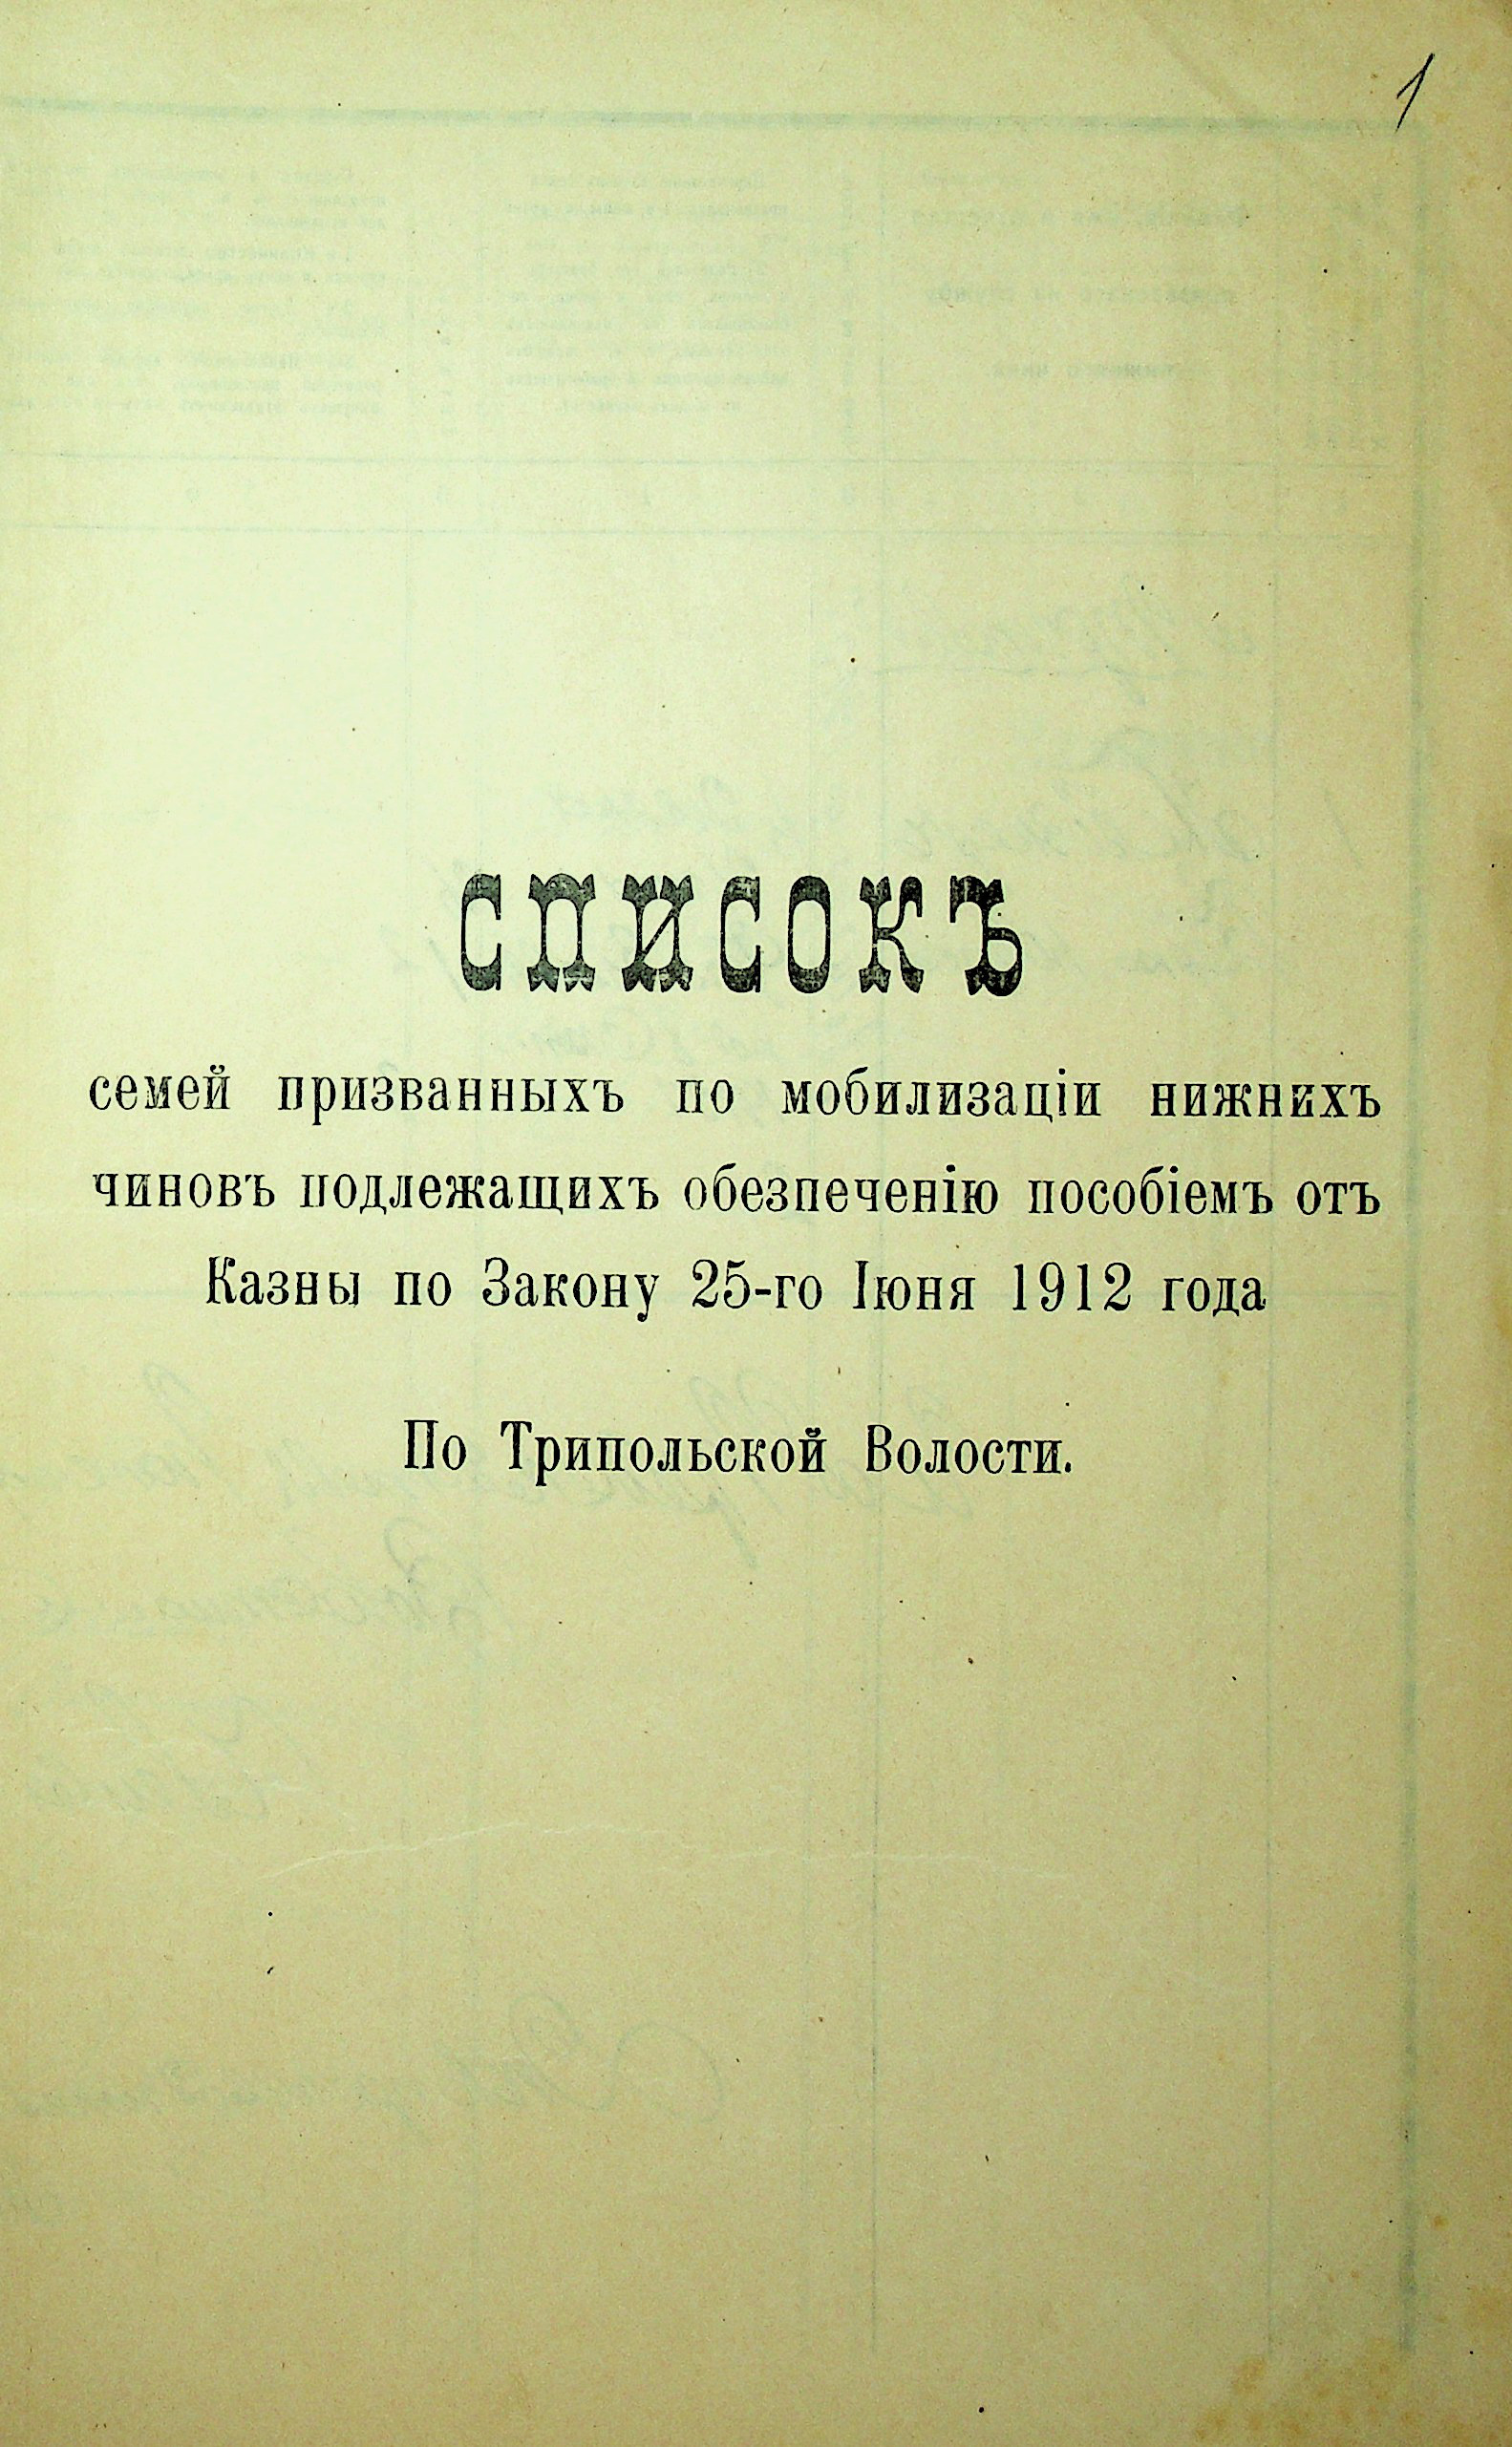 1
СПИСОКЪ
семей призванныхъ по мобилизаціи нижнихъ
чиновъ подлежащихъ обезпеченію пособіемъ отъ
Казны по Закону 25-го Іюня 1912 года
По Трипольской Волости.